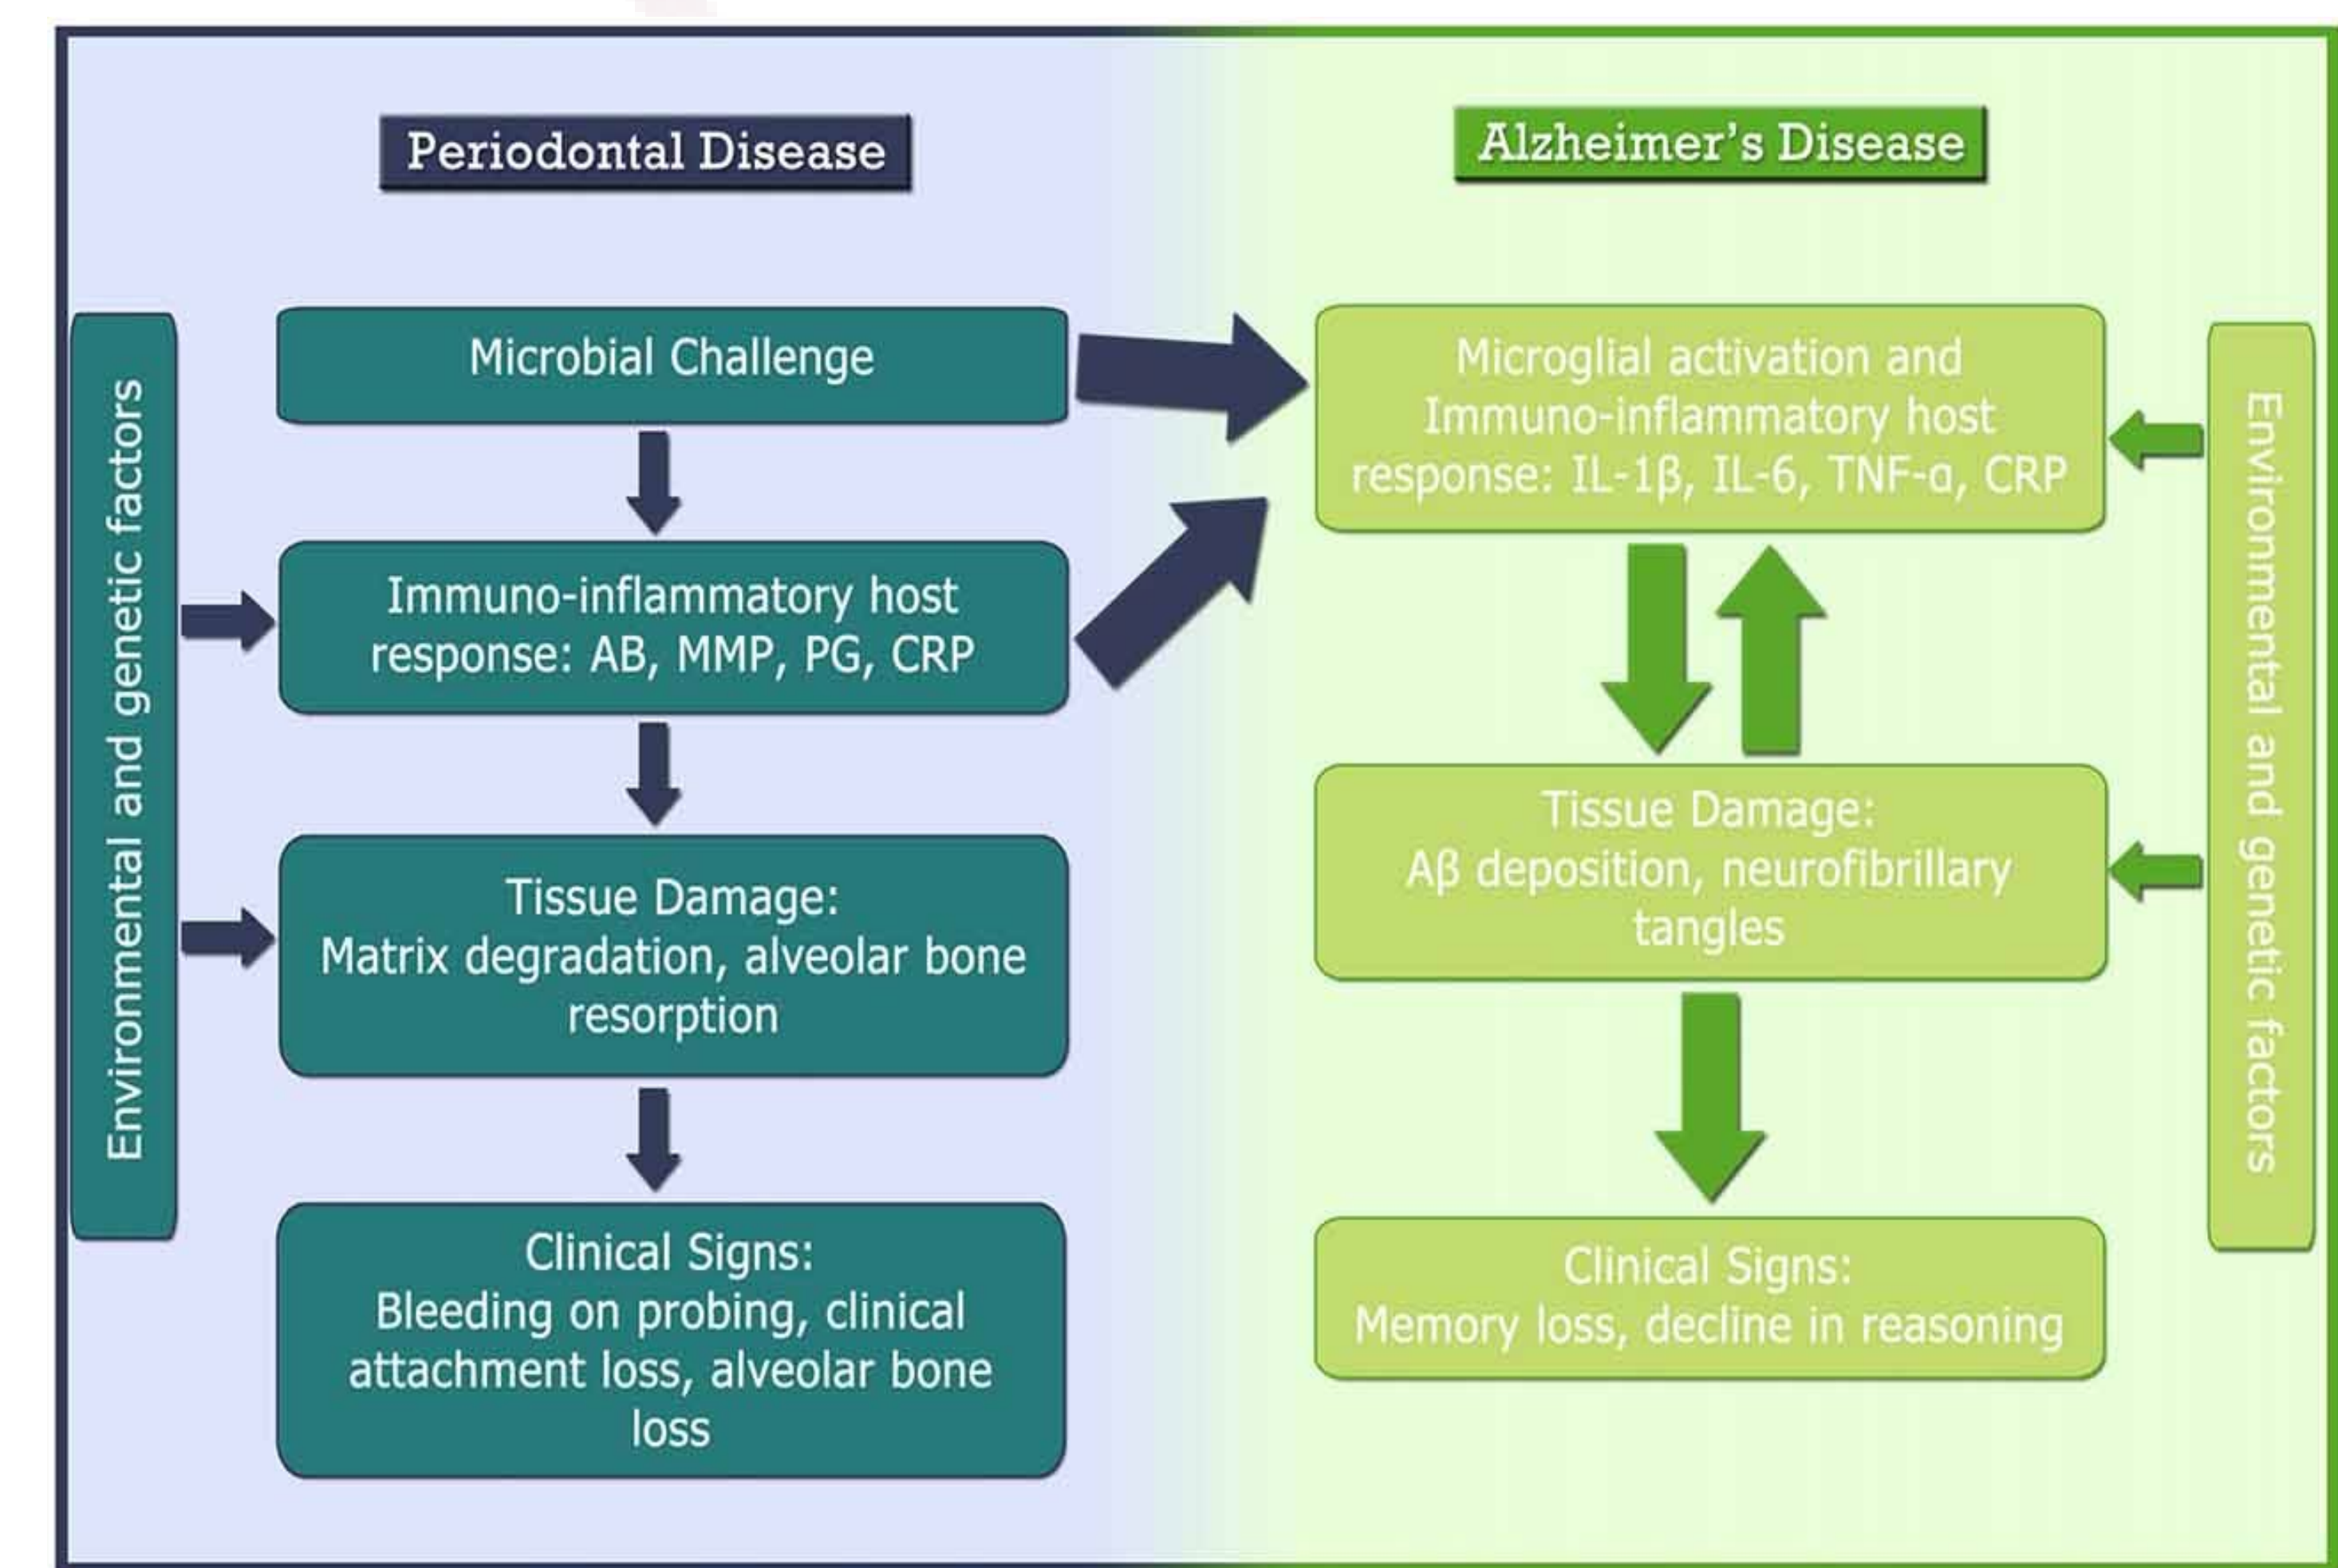 Periodontal Disease
Alzheimer's Disease
Environmental and genetic factors
Microbial Challenge
Immuno-inflammatory host
response: AB, MMP, PG, CRP
Tissue Damage:
Matrix degradation, alveolar bone
resorption
Clinical Signs:
Bleeding on probing, clinical
attachment loss, alveolar bone
loss
Microglial activation and
Immuno-inflammatory host
response: IL-1β, IL-6, TNF-α, CRP
Tissue Damage:
Aβ deposition, neurofibrillary
tangles
Clinical Signs:
Memory loss, decline in reasoning
Environmental and genetic factors